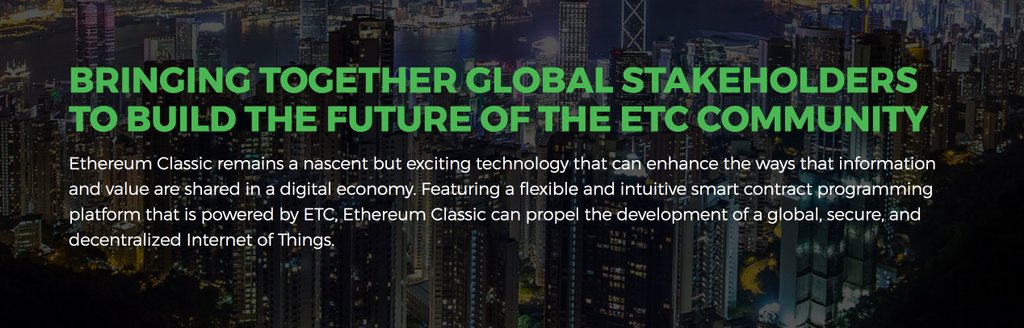 BRINGING TOGETHER GLOBAL STAKEHOLDERS
TO BUILD THE FUTURE OF THE ETC COMMUNITY
Ethereum Classic remains a nascent but exciting technology that can enhance the ways that information
and value are shared in a digital economy. Featuring a flexible and intuitive smart contract programming
platform that is powered by ETC, Ethereum Classic can propel the development of a global, secure, and
decentralized Internet of Things.